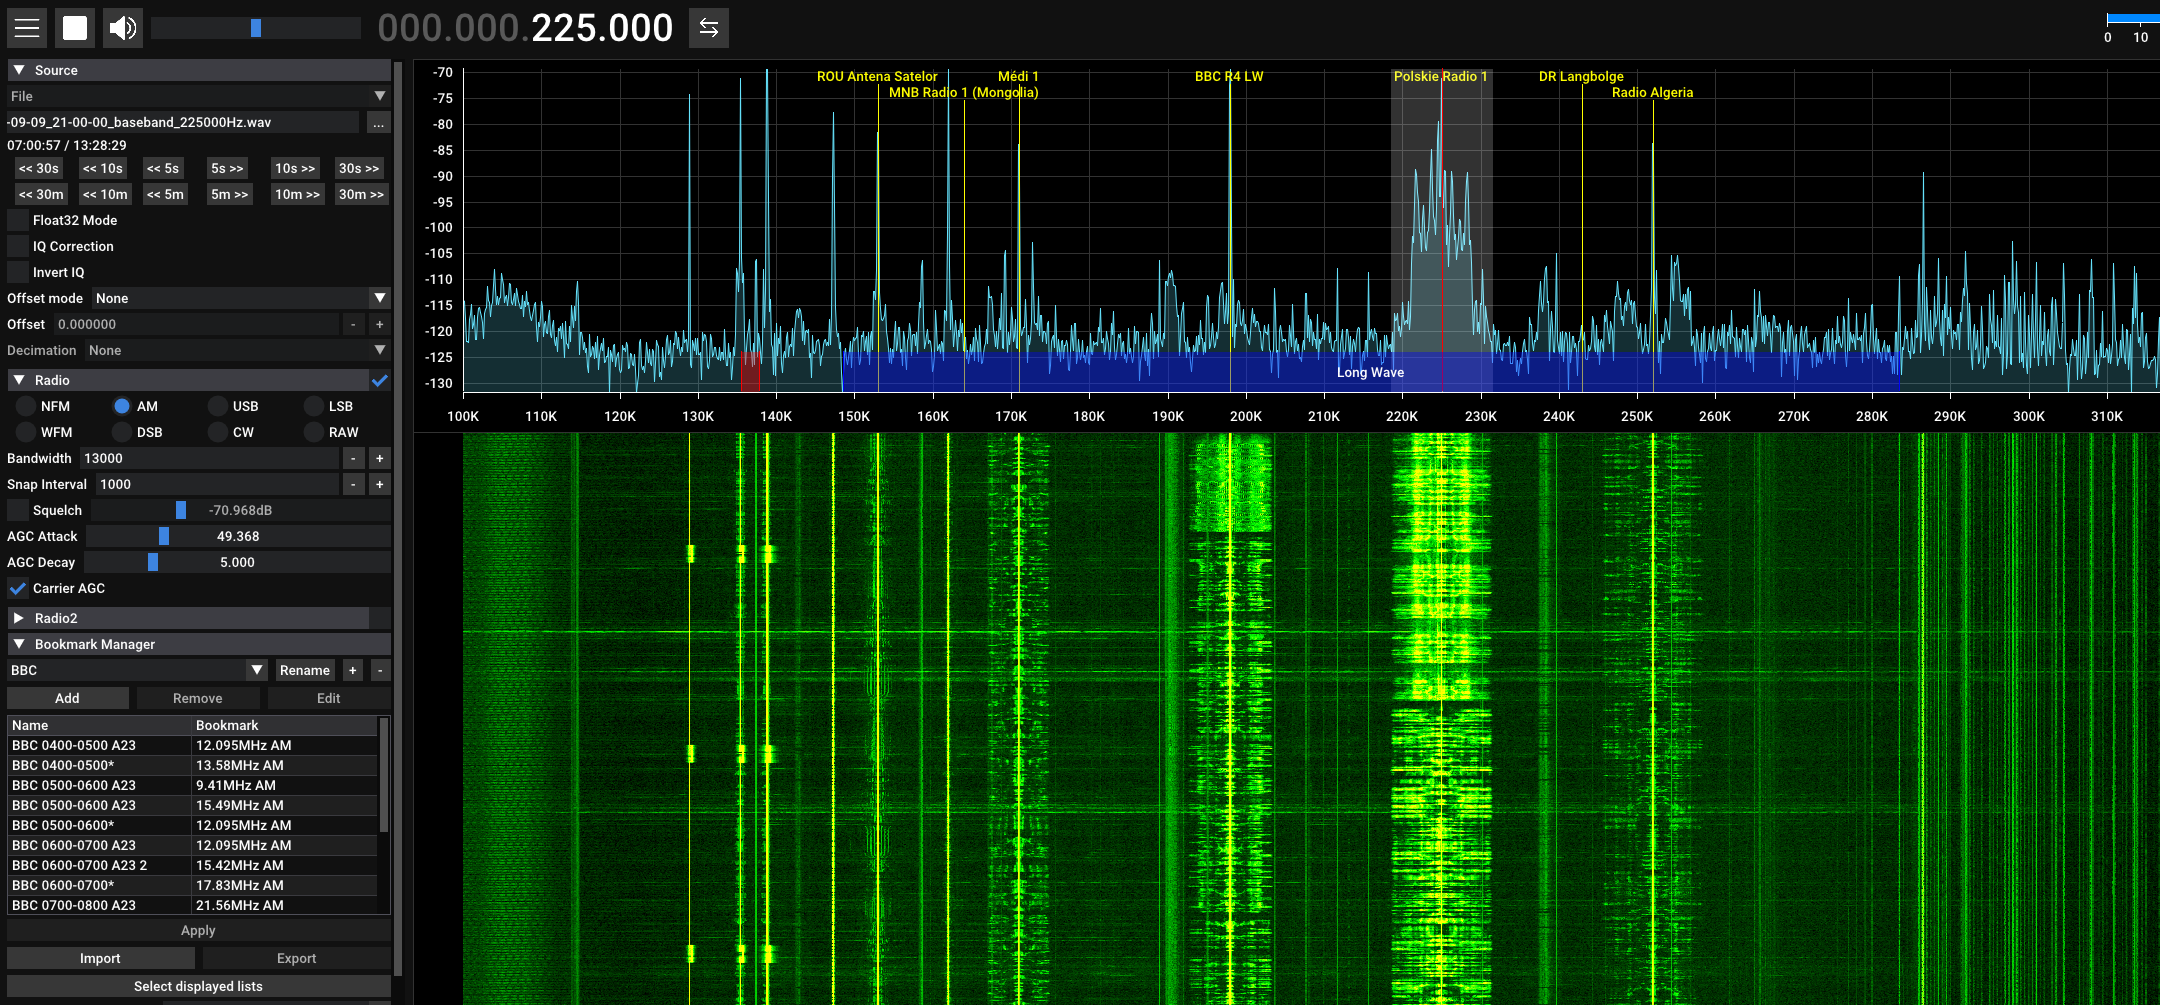 000.000.225.000
0 10
Source
File
-09-09_21-00-00_baseband_225000Hz.wav ...
07:00:57 / 13:28:29
<< 30s << 10s << 5s 5s >> 10s >> 30s >>
<< 30m << 10m << 5m 5m >> 10m >> 30m >>
Float32 Mode
IQ Correction
Invert IQ
Offset mode None
Offset 0.000000 - +
Decimation None
Radio
NFM AM USB LSB
WFM DSB CW RAW
Bandwidth 13000 - +
Snap Interval 1000 - +
Squelch -70.968dB
AGC Attack 49.368
AGC Decay 5.000
Carrier AGC
Radio2
Bookmark Manager
BBC Rename + -
Add Remove Edit
Name Bookmark
BBC 0400-0500 A23 12.095MHz AM
BBC 0400-0500* 13.58MHz AM
BBC 0500-0600 A23 9.41MHz AM
BBC 0500-0600 A23 15.49MHz AM
BBC 0500-0600* 12.095MHz AM
BBC 0600-0700 A23 12.095MHz AM
BBC 0600-0700 A23 2 15.42MHz AM
BBC 0600-0700* 17.83MHz AM
BBC 0700-0800 A23 21.56MHz AM
Apply
Import Export
Select displayed lists
ROU Antena Satelor Médi 1 BBC R4 LW Polskie Radio 1 DR Langbolge
MNB Radio 1 (Mongolia) Radio Algeria
-70
-75
-80
-85
-90
-95
-100
-105
-110
-115
-120
-125
-130
Long Wave
100K 110K 120K 130K 140K 150K 160K 170K 180K 190K 200K 210K 220K 230K 240K 250K 260K 270K 280K 290K 300K 310K